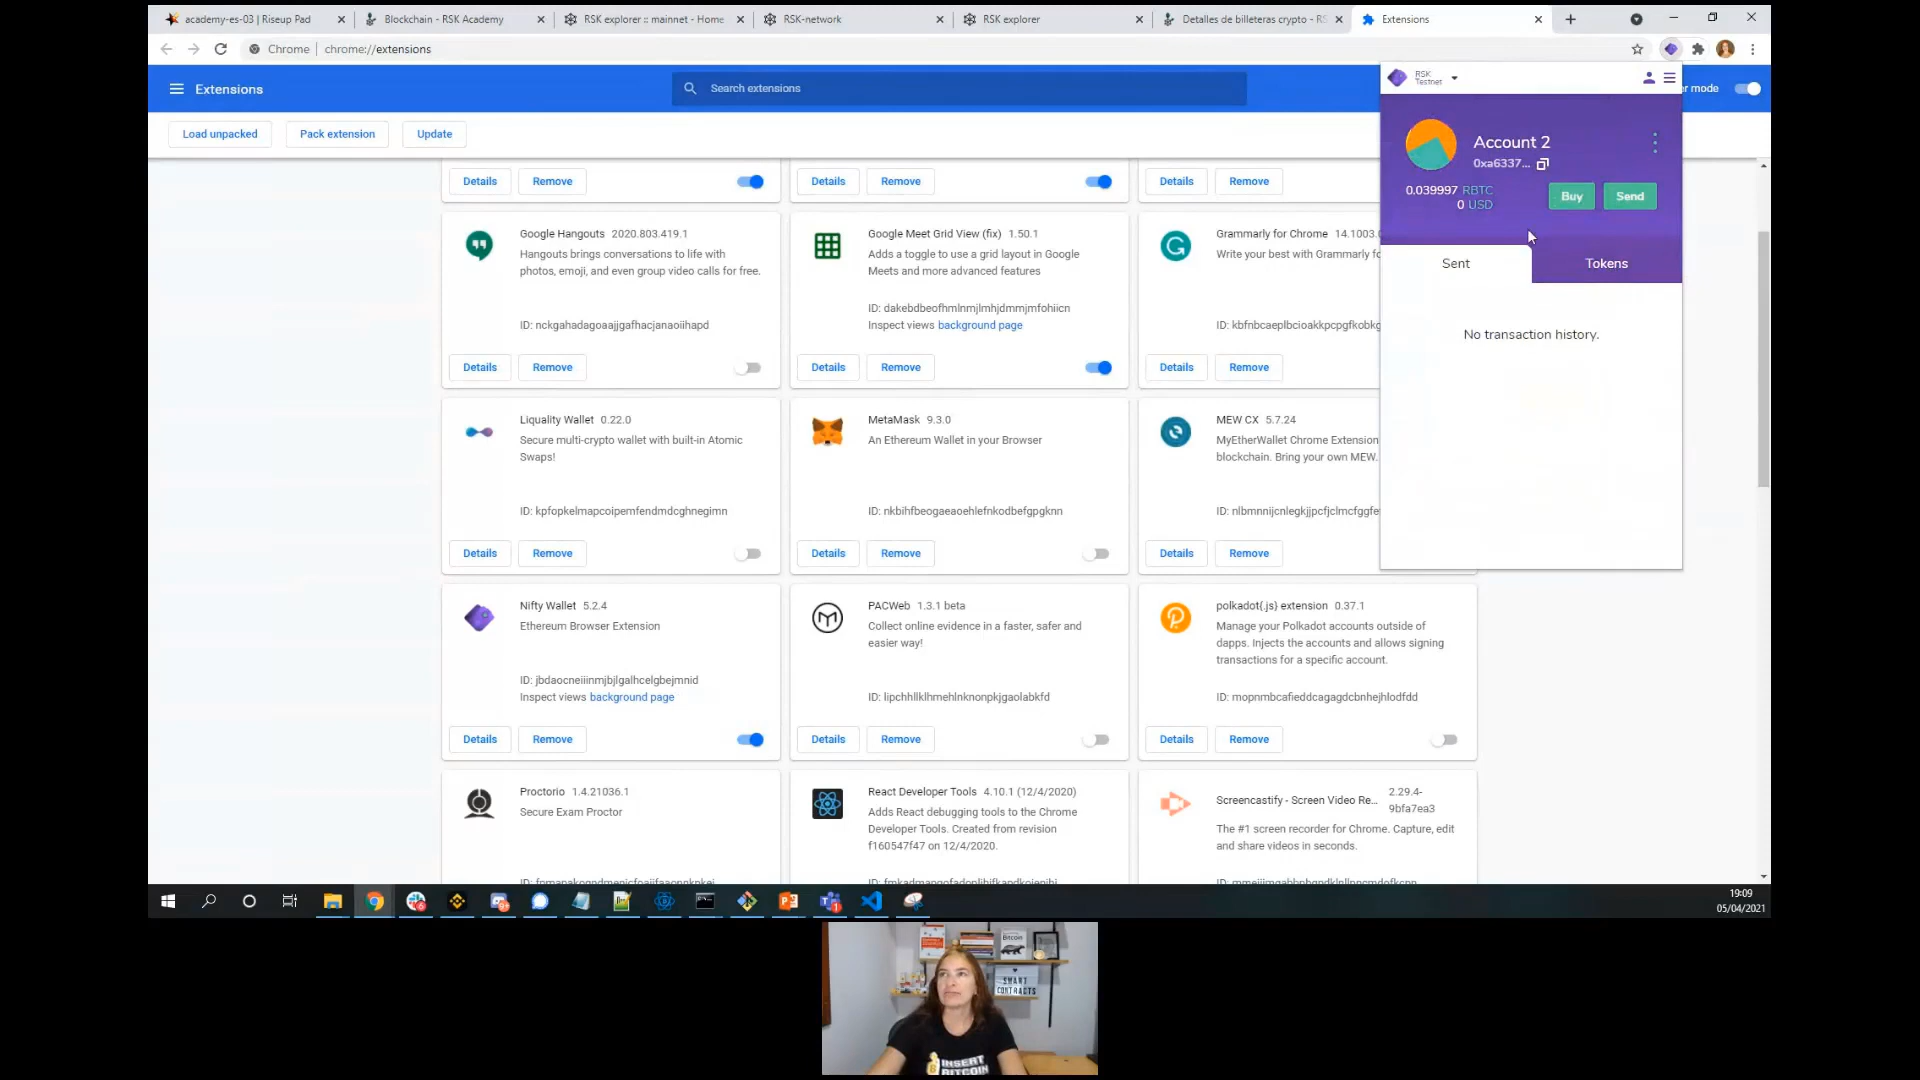 academy-es-03 | Riseup Pad
Blockchain - RSK Academy
RSK explorer :: mainnet - Home
RSK-network
RSK explorer
Detalles de billeteras crypto - RS
Extensions
Chrome | chrome://extensions
Extensions
Search extensions
er mode
Load unpacked
Pack extension
Update
RSK
Testnet
Account 2
0xa6337...
0.039997 RBTC
0 USD
Buy
Send
Sent
Tokens
No transaction history.
Details
Remove
Details
Remove
Details
Remove
Google Hangouts 2020.803.419.1
Hangouts brings conversations to life with
photos, emoji, and even group video calls for free.
ID: nckgahadagoaajjgafhacjanaoiihapd
Details
Remove
Google Meet Grid View (fix) 1.50.1
Adds a toggle to use a grid layout in Google
Meets and more advanced features
ID: dakebdbeofhmlnmjlmhjdmmjmfohiicn
Inspect views background page
Details
Remove
Grammarly for Chrome 14.1003.
Write your best with Grammarly fo
ID: kbfnbcaeplbcioakkpcpgfkobkg
Details
Remove
Liquality Wallet 0.22.0
Secure multi-crypto wallet with built-in Atomic
Swaps!
ID: kpfopkelmapcoipemfendmdcghnegimn
Details
Remove
MetaMask 9.3.0
An Ethereum Wallet in your Browser
ID: nkbihfbeogaeaoehlefnkodbefgpgknn
Details
Remove
MEW CX 5.7.24
MyEtherWallet Chrome Extension
blockchain. Bring your own MEW.
ID: nlbmnnijcnlegkjjpcfjclmcfggfe
Details
Remove
Nifty Wallet 5.2.4
Ethereum Browser Extension
ID: jbdaocneiiinmjbjlgalhcelgbejmnid
Inspect views background page
Details
Remove
PACWeb 1.3.1 beta
Collect online evidence in a faster, safer and
easier way!
ID: lipchhllklhmehlnknonpkjgaolabkfd
Details
Remove
polkadot{.js} extension 0.37.1
Manage your Polkadot accounts outside of
dapps. Injects the accounts and allows signing
transactions for a specific account.
ID: mopnmbcafieddcagagdcbnhejhlodfdd
Details
Remove
Proctorio 1.4.21036.1
Secure Exam Proctor
React Developer Tools 4.10.1 (12/4/2020)
Adds React debugging tools to the Chrome
Developer Tools. Created from revision
f160547f47 on 12/4/2020.
Screencastify - Screen Video Re...
2.29.4-
9bfa7ea3
The #1 screen recorder for Chrome. Capture, edit
and share videos in seconds.
19:09
05/04/2021
Bitcoin
SMART
CONTRACTS
INSERT
BITCOIN